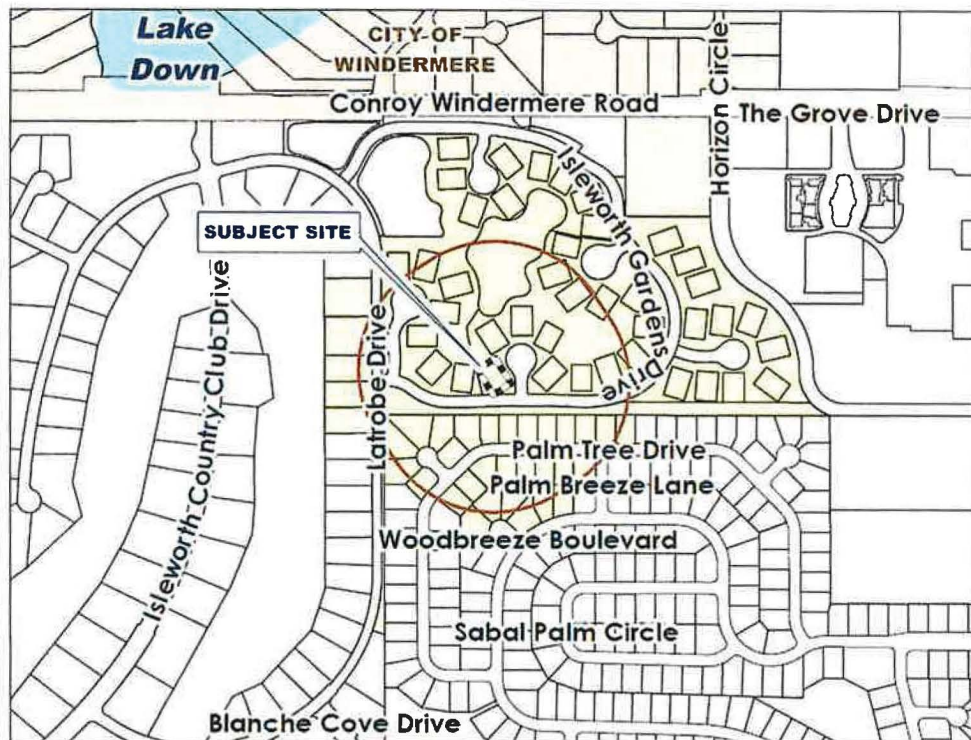 Lake
Down
CITY OF
WINDERMERE
Conroy Windermere Road
Horizon Circle
The Grove Drive
Isleworth Gardens Drive
SUBJECT SITE
Isleworth Country Club Drive
Latrobe Drive
Palm Tree Drive
Palm Breeze Lane
Woodbreeze Boulevard
Sabal Palm Circle
Blanche Cove Drive